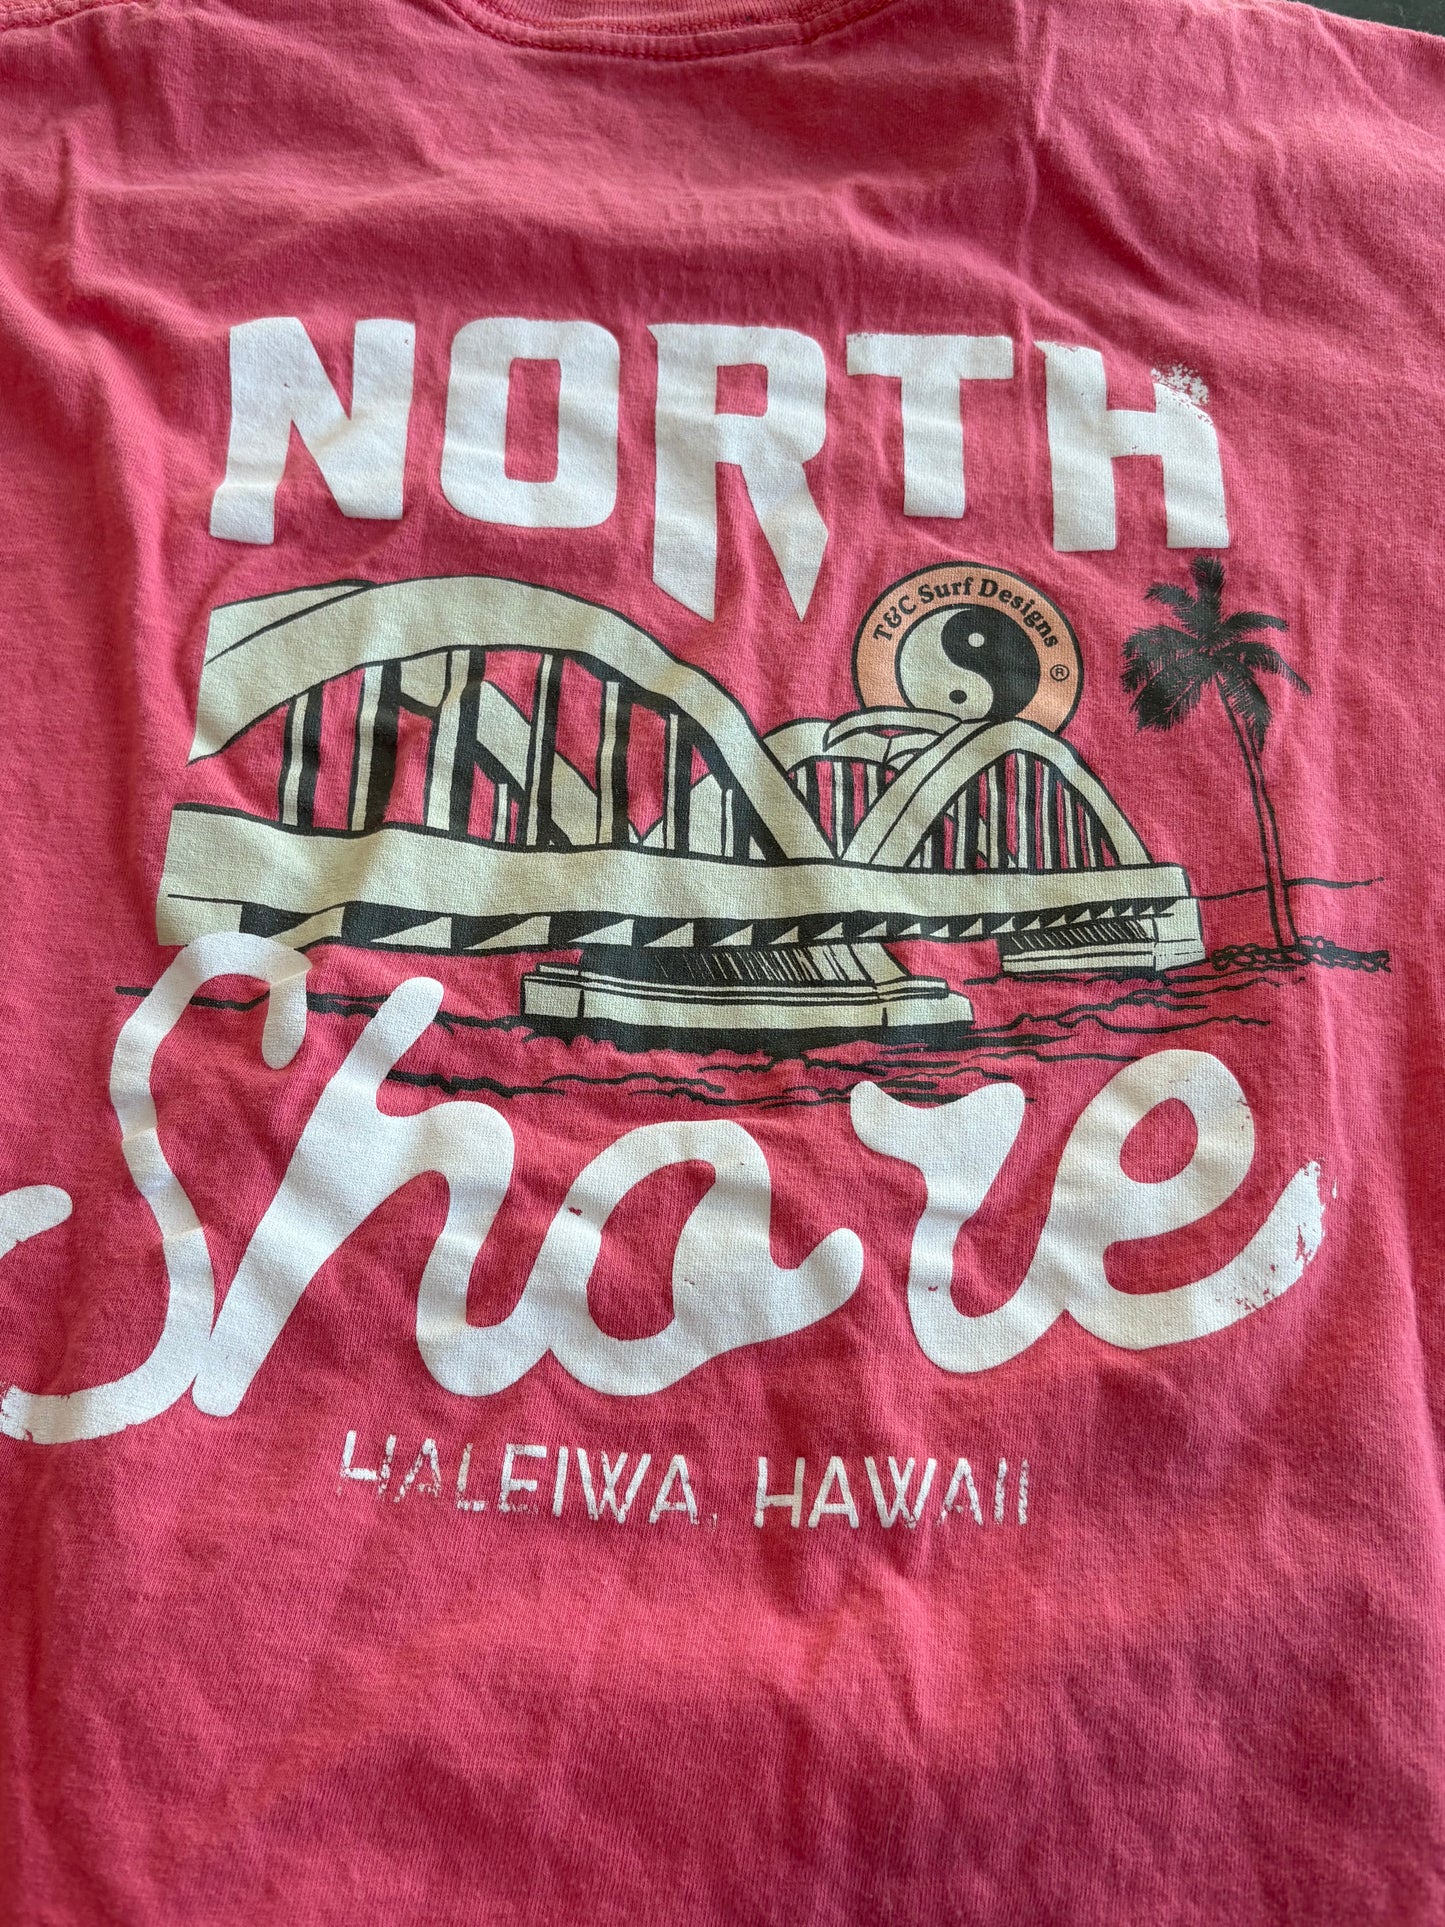 NORTH
T&C Surf Designs
®
Shore
HALEIWA, HAWAII